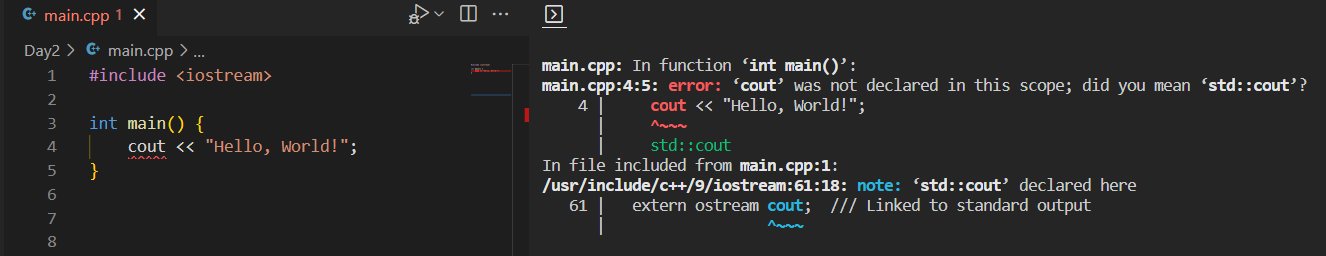 main.cpp 1
Day2 > main.cpp > ...
1 #include <iostream>
2
3 int main() {
4     cout << "Hello, World!";
5 }
6
7
8
main.cpp: In function ‘int main()’:
main.cpp:4:5: error: ‘cout’ was not declared in this scope; did you mean ‘std::cout’?
    4 |     cout << "Hello, World!";
      |     ^~~~
      |     std::cout
In file included from main.cpp:1:
/usr/include/c++/9/iostream:61:18: note: ‘std::cout’ declared here
   61 |   extern ostream cout;  /// Linked to standard output
      |                  ^~~~